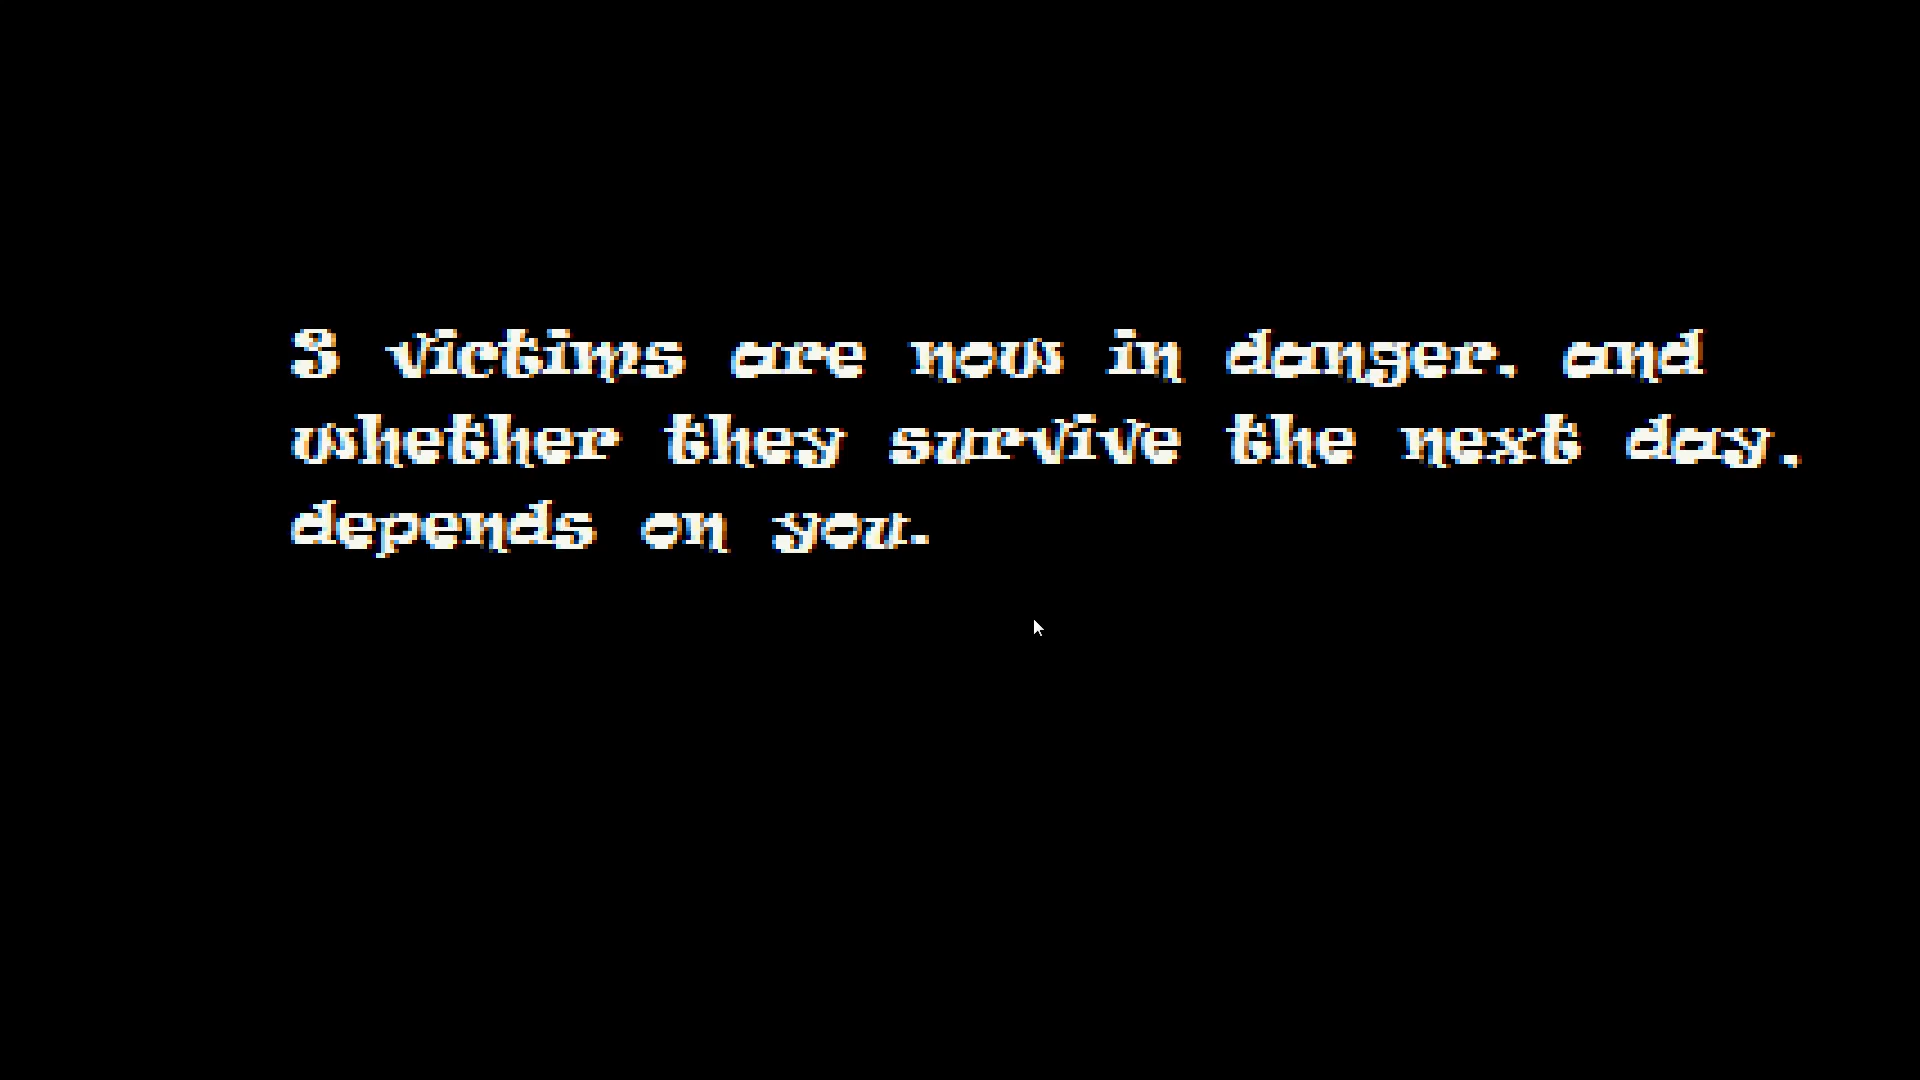 3 victims are now in danger, and
whether they survive the next day,
depends on you.